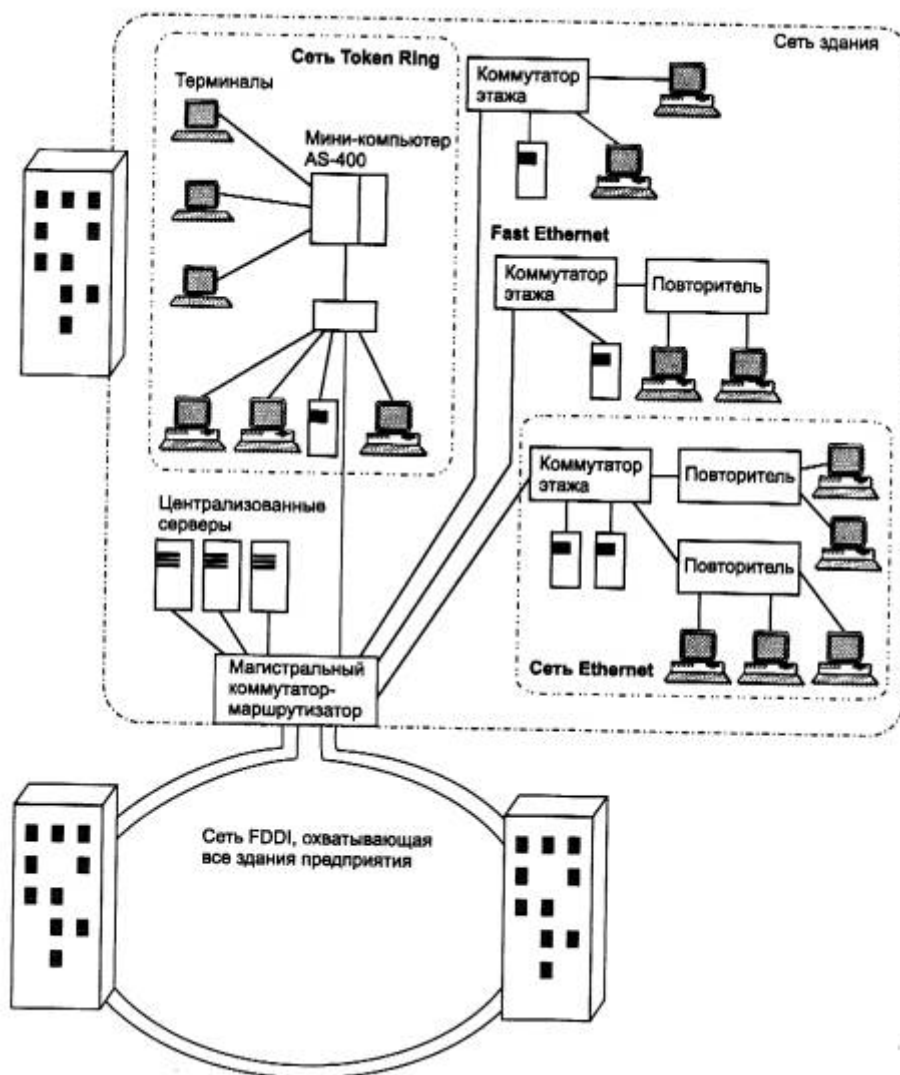 Сеть здания
Сеть Token Ring
Терминалы
Мини-компьютер
AS-400
Коммутатор
этажа
Fast Ethernet
Коммутатор
этажа
Повторитель
Коммутатор
этажа
Повторитель
Повторитель
Сеть Ethernet
Централизованные
серверы
Магистральный
коммутатор-
маршрутизатор
Сеть FDDI, охватывающая
все здания предприятия